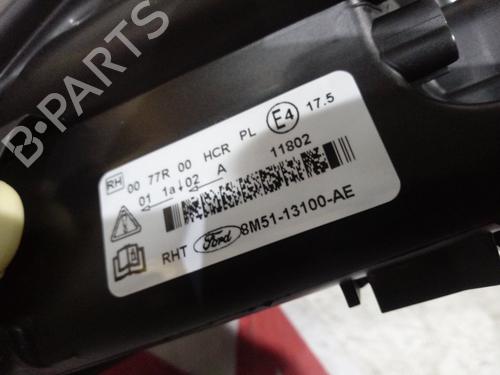 B-PARTS
RH 00 77R 00 HCR PL E4 17.5
01 1a 02 A 11802
RHT Ford 8M51-13100-AE